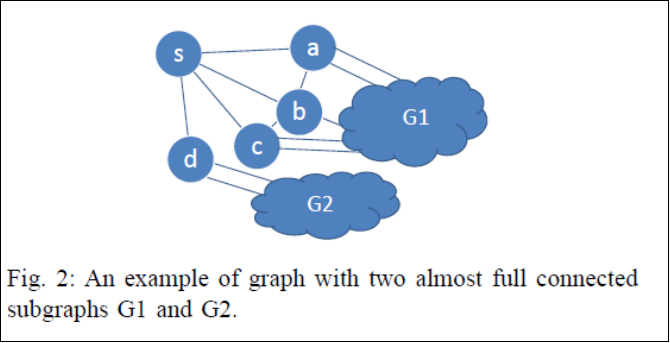 s
a
b
G1
c
d
G2
Fig. 2: An example of graph with two almost full connected
subgraphs G1 and G2.